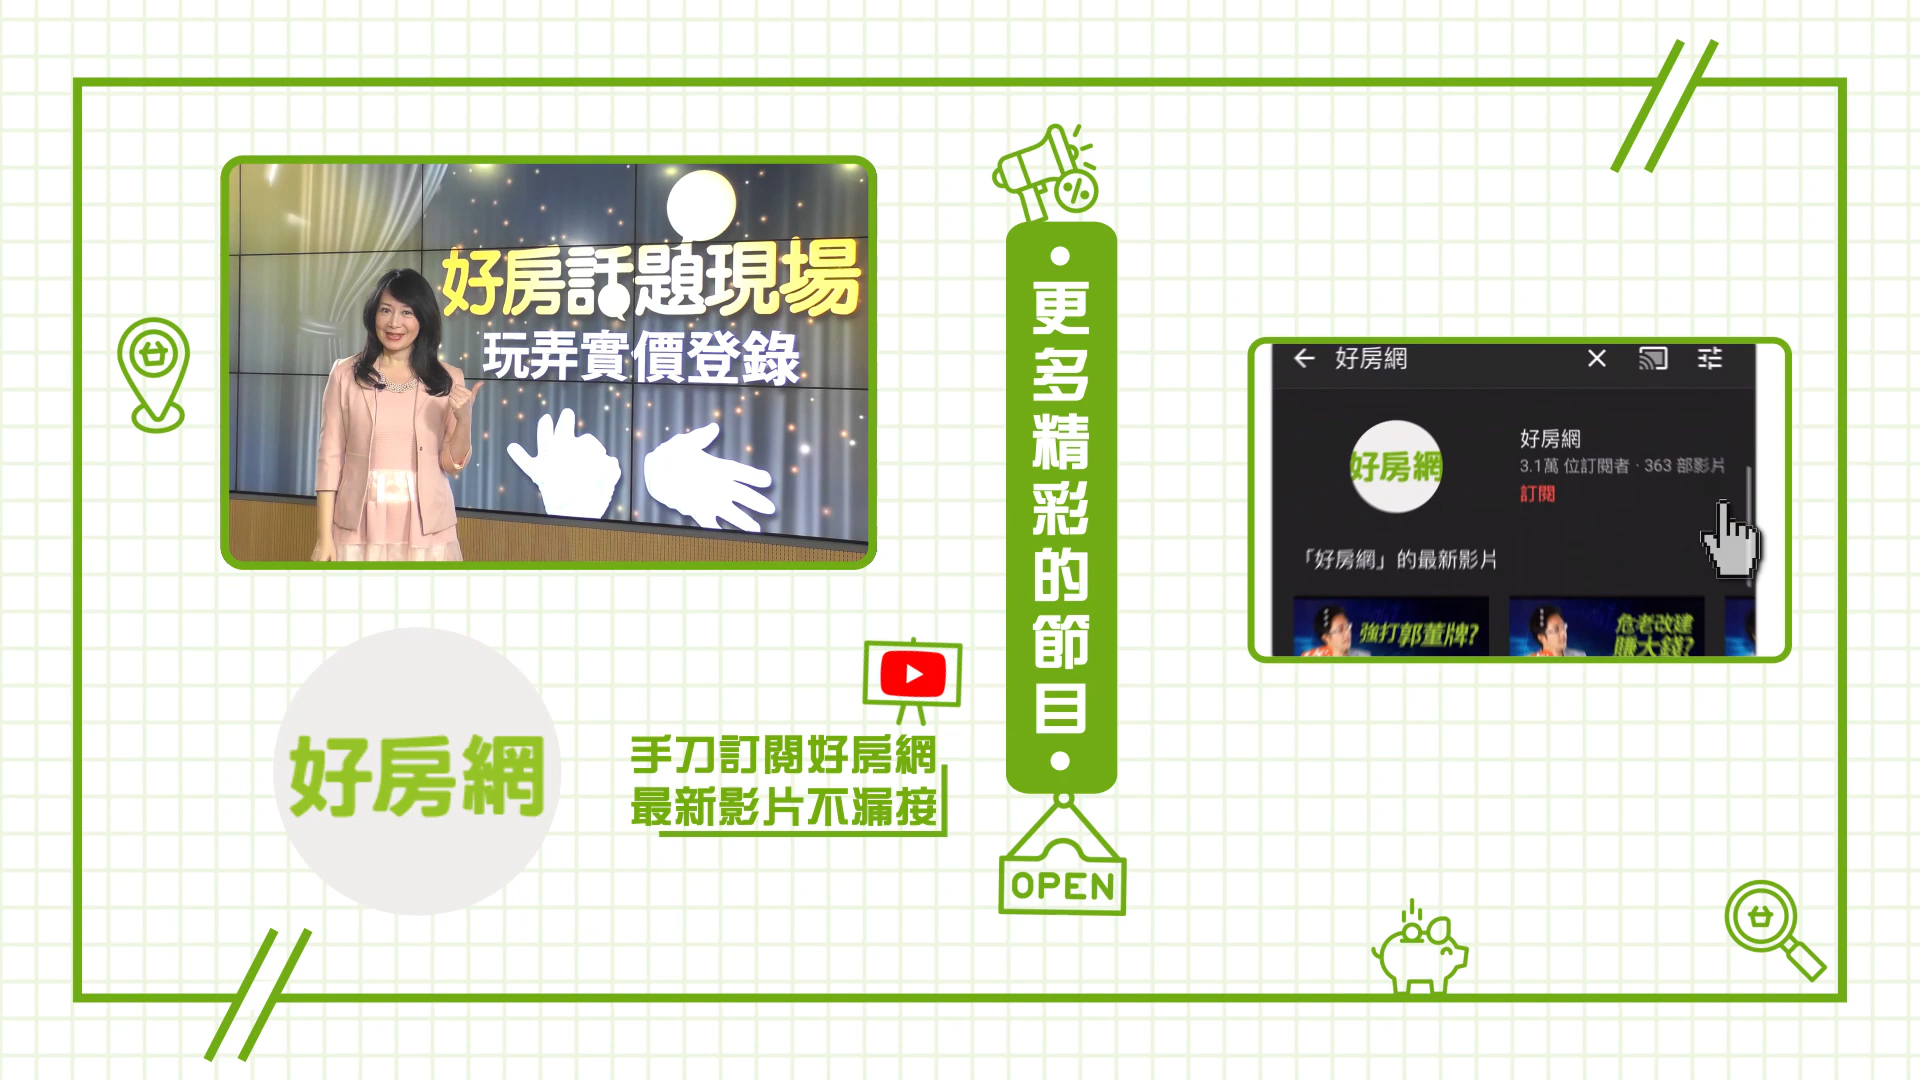 好房話題現場
玩弄實價登錄
好房網
手刀訂閱好房網
最新影片不漏接
更多精彩的節目
OPEN
%
好房網
好房網
好房網
3.1萬 位訂閱者 · 363 部影片
訂閱
「好房網」的最新影片
強打郭董牌?
危老改建
賺大錢?